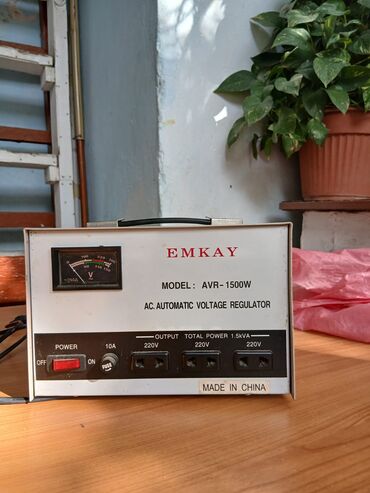 EMKAY
MODEL: AVR-1500W
AC. AUTOMATIC VOLTAGE REGULATOR
V
OUTPUT TOTAL POWER 1.5kVA
POWER 10A 220V 220V 220V
OFF ON FUSE
MADE IN CHINA